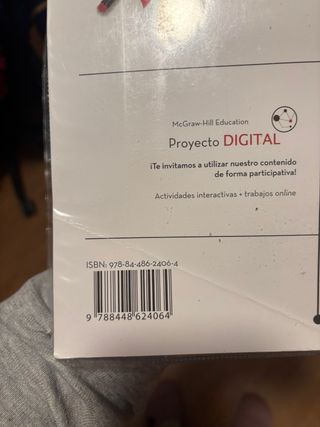 McGraw-Hill Education
Proyecto DIGITAL
¡Te invitamos a utilizar nuestro contenido
de forma participativa!
Actividades interactivas + trabajos online
ISBN: 978-84-486-2406-4
9 788448 624064